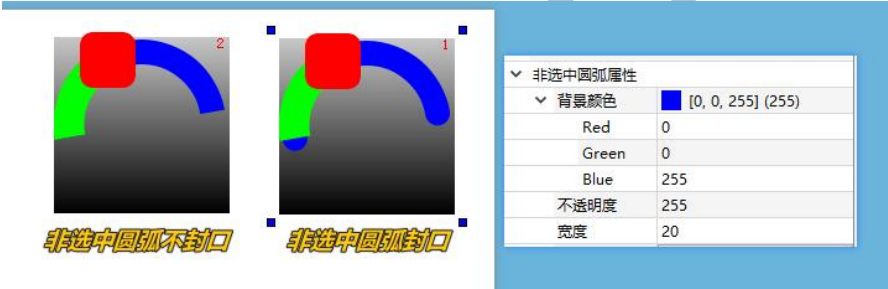 2
非选中圆弧不封口
1
非选中圆弧封口
非选中圆弧属性
背景颜色 [0, 0, 255] (255)
Red 0
Green 0
Blue 255
不透明度 255
宽度 20